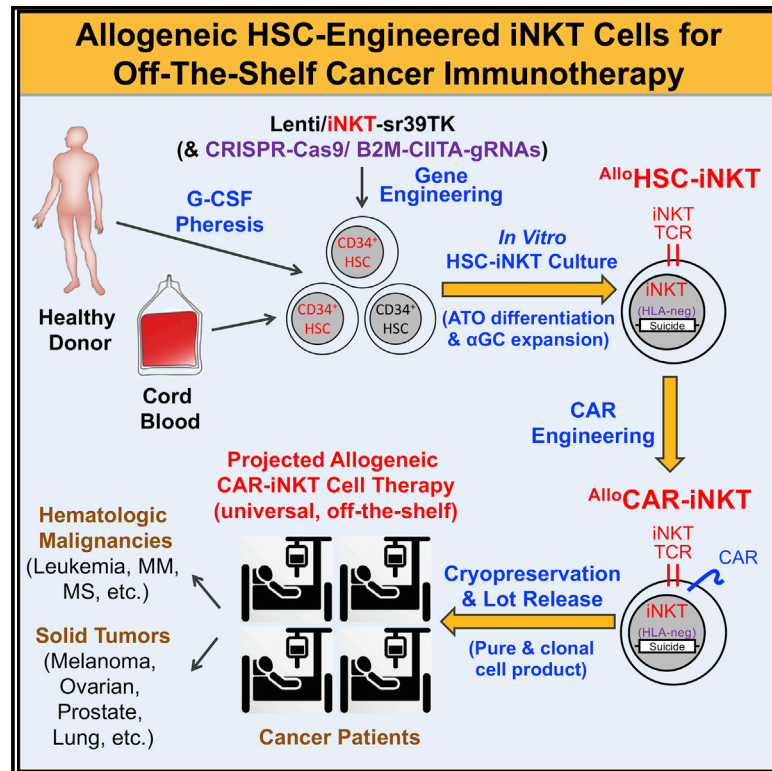 Allogeneic HSC-Engineered iNKT Cells for
Off-The-Shelf Cancer Immunotherapy
Lenti/iNKT-sr39TK
(& CRISPR-Cas9/ B2M-CIITA-gRNAs)
G-CSF
Pheresis
Gene
Engineering
Healthy
Donor
Cord
Blood
CD34+
HSC
CD34+
HSC
CD34+
HSC
In Vitro
HSC-iNKT Culture
(ATO differentiation
& αGC expansion)
AlloHSC-iNKT
iNKT
TCR
iNKT
(HLA-neg)
Suicide
CAR
Engineering
AlloCAR-iNKT
iNKT
TCR
CAR
iNKT
(HLA-neg)
Suicide
Cryopreservation
& Lot Release
(Pure & clonal
cell product)
Projected Allogeneic
CAR-iNKT Cell Therapy
(universal, off-the-shelf)
Cancer Patients
Hematologic
Malignancies
(Leukemia, MM,
MS, etc.)
Solid Tumors
(Melanoma,
Ovarian,
Prostate,
Lung, etc.)